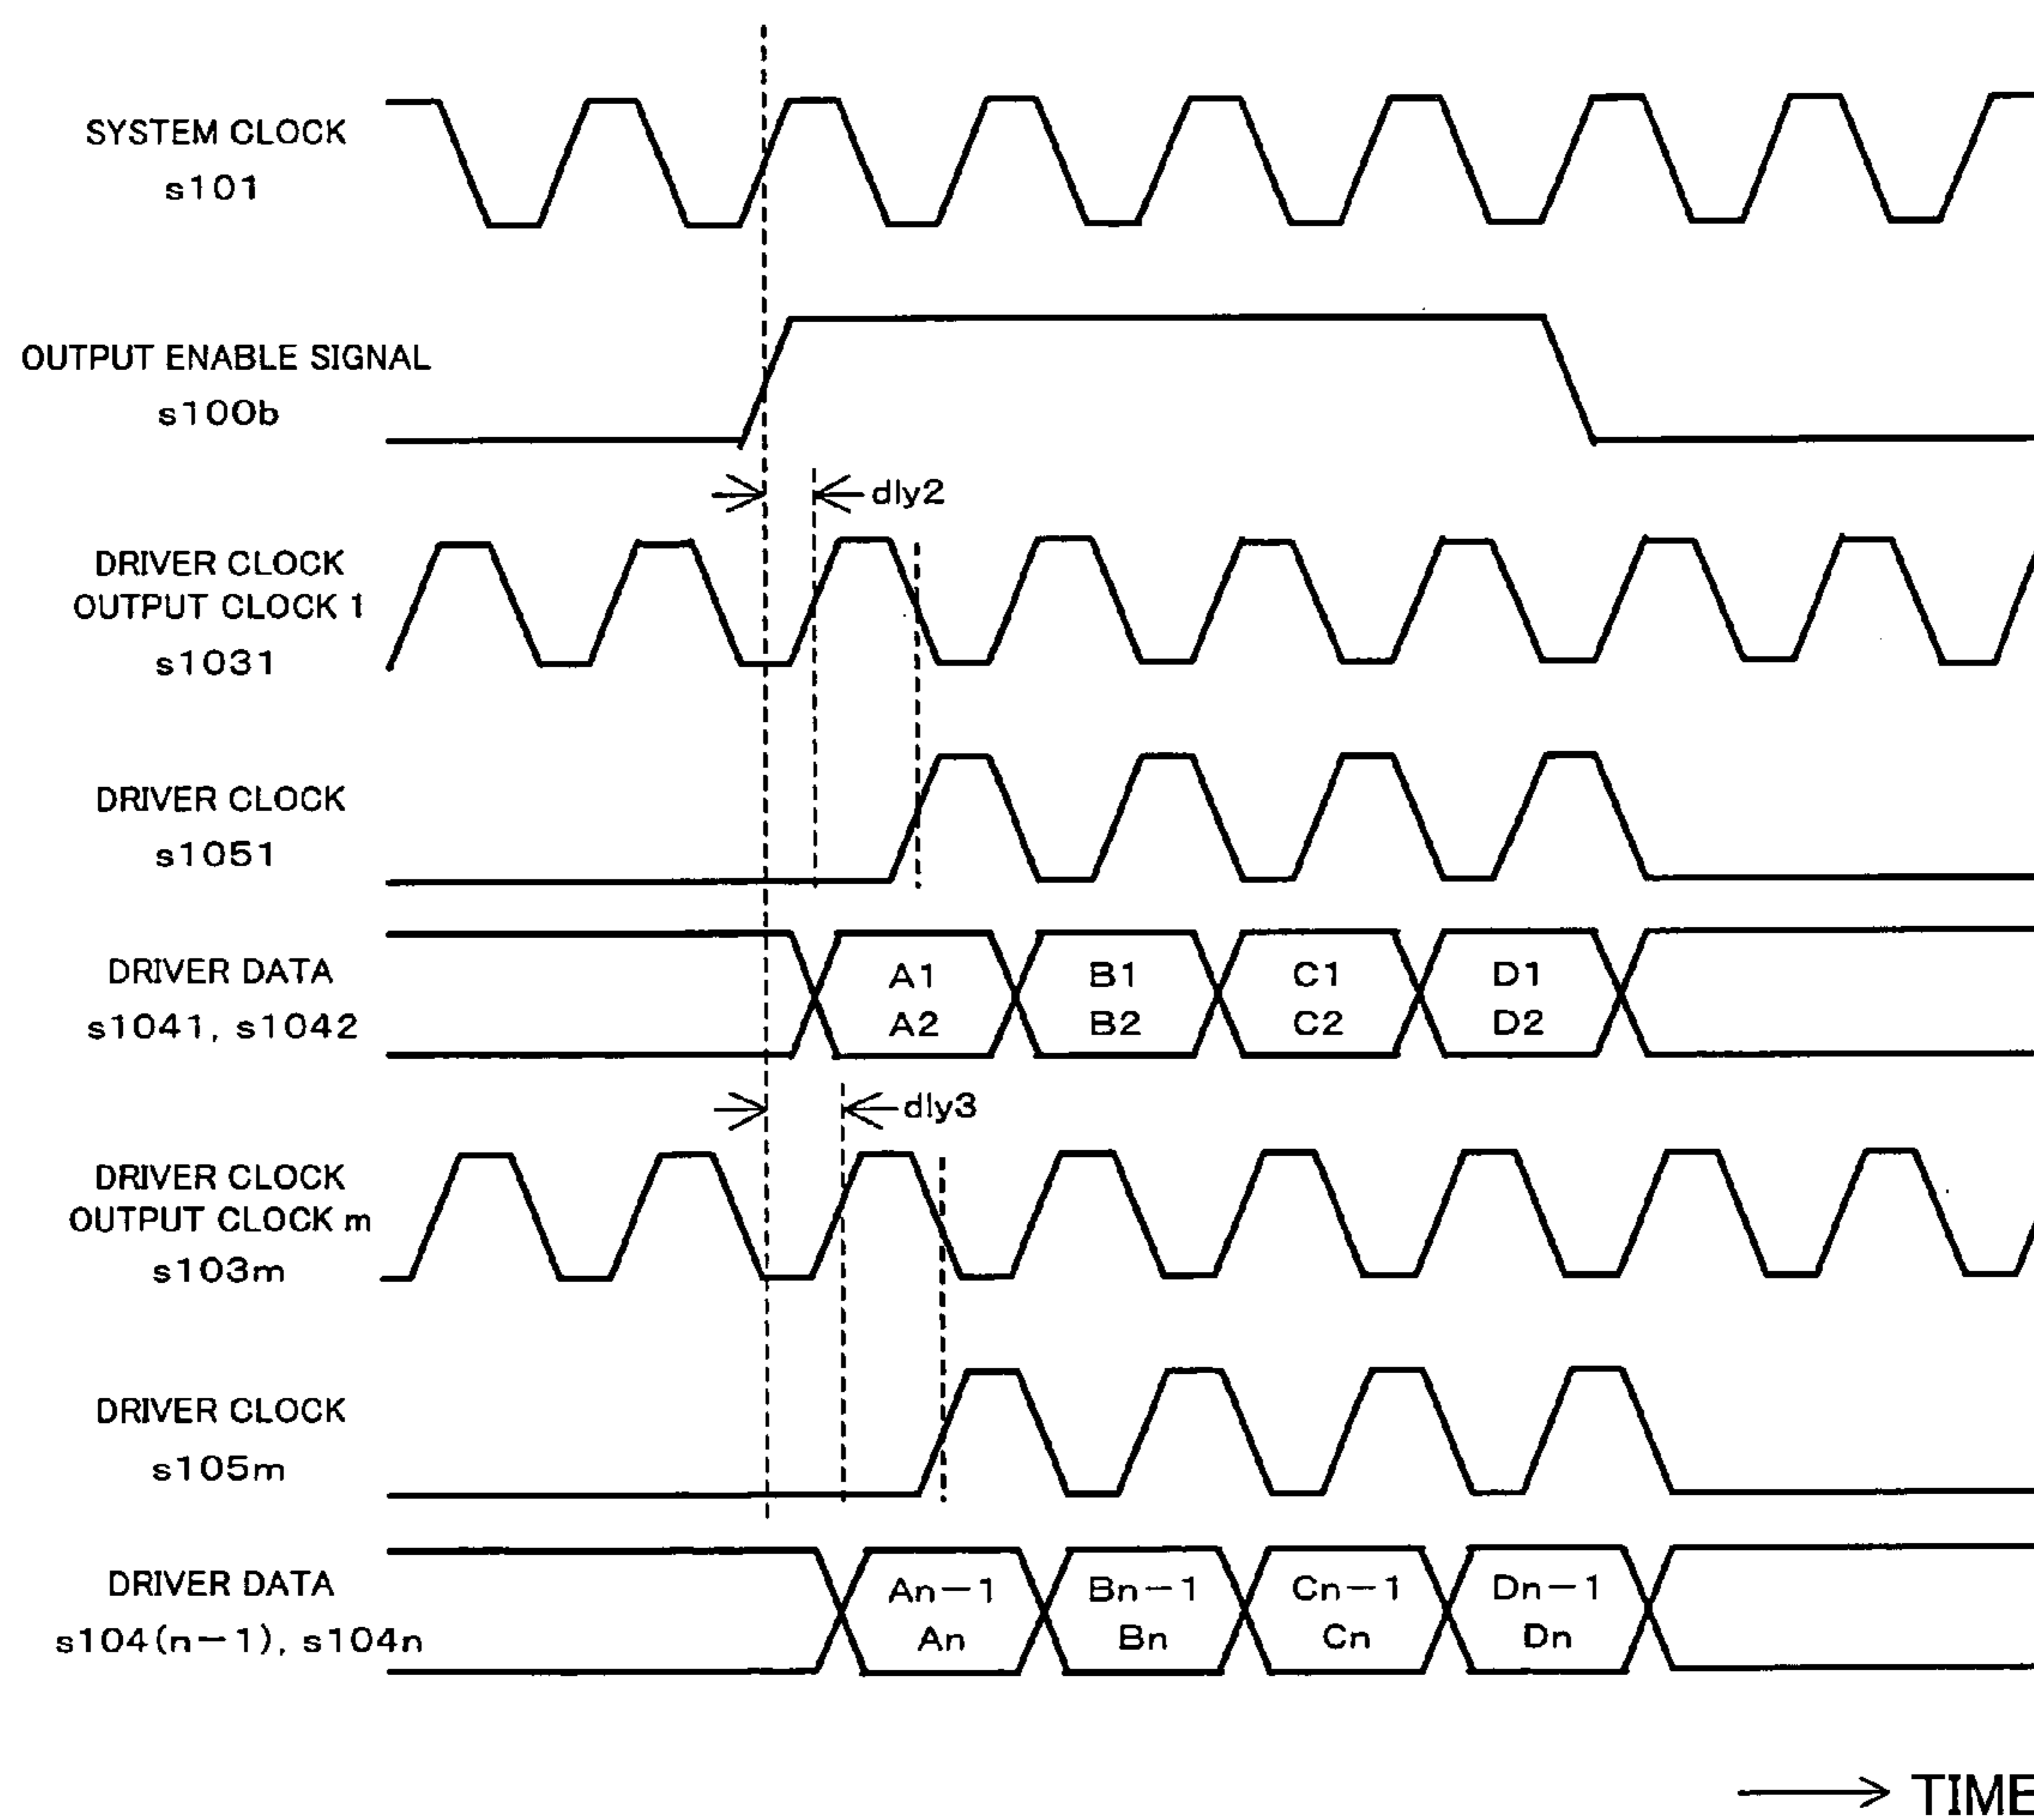 SYSTEM CLOCK
s101
OUTPUT ENABLE SIGNAL
s100b
dly2
DRIVER CLOCK
OUTPUT CLOCK 1
s1031
DRIVER CLOCK
s1051
DRIVER DATA
s1041, s1042
A1 B1 C1 D1
A2 B2 C2 D2
dly3
DRIVER CLOCK
OUTPUT CLOCK m
s103m
DRIVER CLOCK
s105m
DRIVER DATA
s104(n-1), s104n
An-1 Bn-1 Cn-1 Dn-1
An Bn Cn Dn
TIME